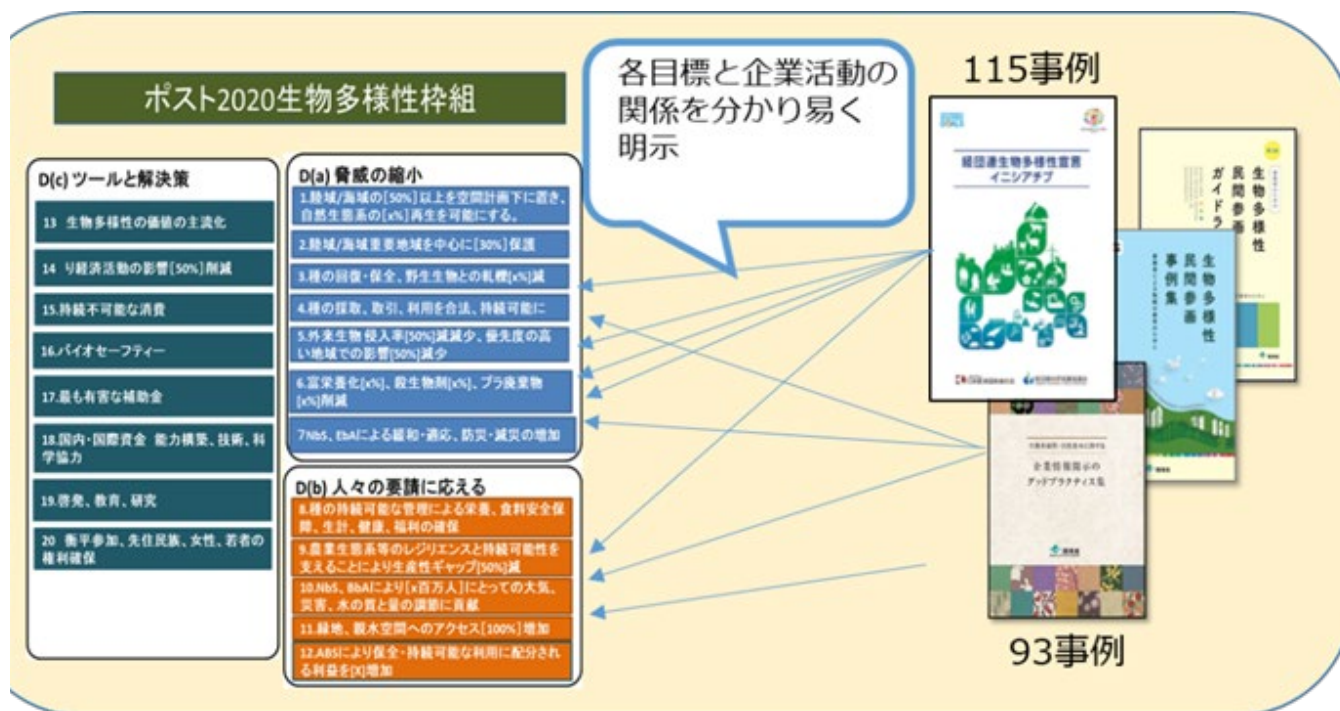 ポスト2020生物多様性枠組
D(c) ツールと解決策
13 生物多様性の価値の主流化
14 り経済活動の影響[50%]削減
15.持続不可能な消費
16.バイオセーフティー
17.最も有害な補助金
18.国内・国際資金 能力構築、技術、科
学協力
19.啓発、教育、研究
20 衡平参加、先住民族、女性、若者の
権利確保
D(a) 脅威の縮小
1.陸域/海域の[50%]以上を空間計画下に置き、
自然生態系の[x%]再生を可能にする。
2.陸域/海域重要地域を中心に[30%]保護
3.種の回復・保全、野生生物との軋轢[x%]減
4.種の採取、取引、利用を合法、持続可能に
5.外来生物 侵入率[50%]減減少、優先度の高
い地域での影響[50%]減少
6.富栄養化[x%]、殺生物剤[x%]、プラ廃棄物
[x%]削減
7NbS、EbAによる緩和・適応、防災・減災の増加
D(b) 人々の要請に応える
8.種の持続可能な管理による栄養、食料安全保
障、生計、健康、福利の確保
9.農業生態系等のレジリエンスと持続可能性を
支えることにより生産性ギャップ[50%]減
10.NbS、BbAにより[x百万人]にとっての大気、
災害、水の質と量の調節に貢献
11.緑地、親水空間へのアクセス[100%]増加
12.ABSにより保全・持続可能な利用に配分され
る利益を[X]増加
各目標と企業活動の
関係を分かり易く
明示
115事例
経団連生物多様性宣言
イニシアチブ
生物多様性
民間参画
ガイドラ
生物多様性
民間参画
事例集
企業情報開示の
グッドプラクティス集
環境省
93事例